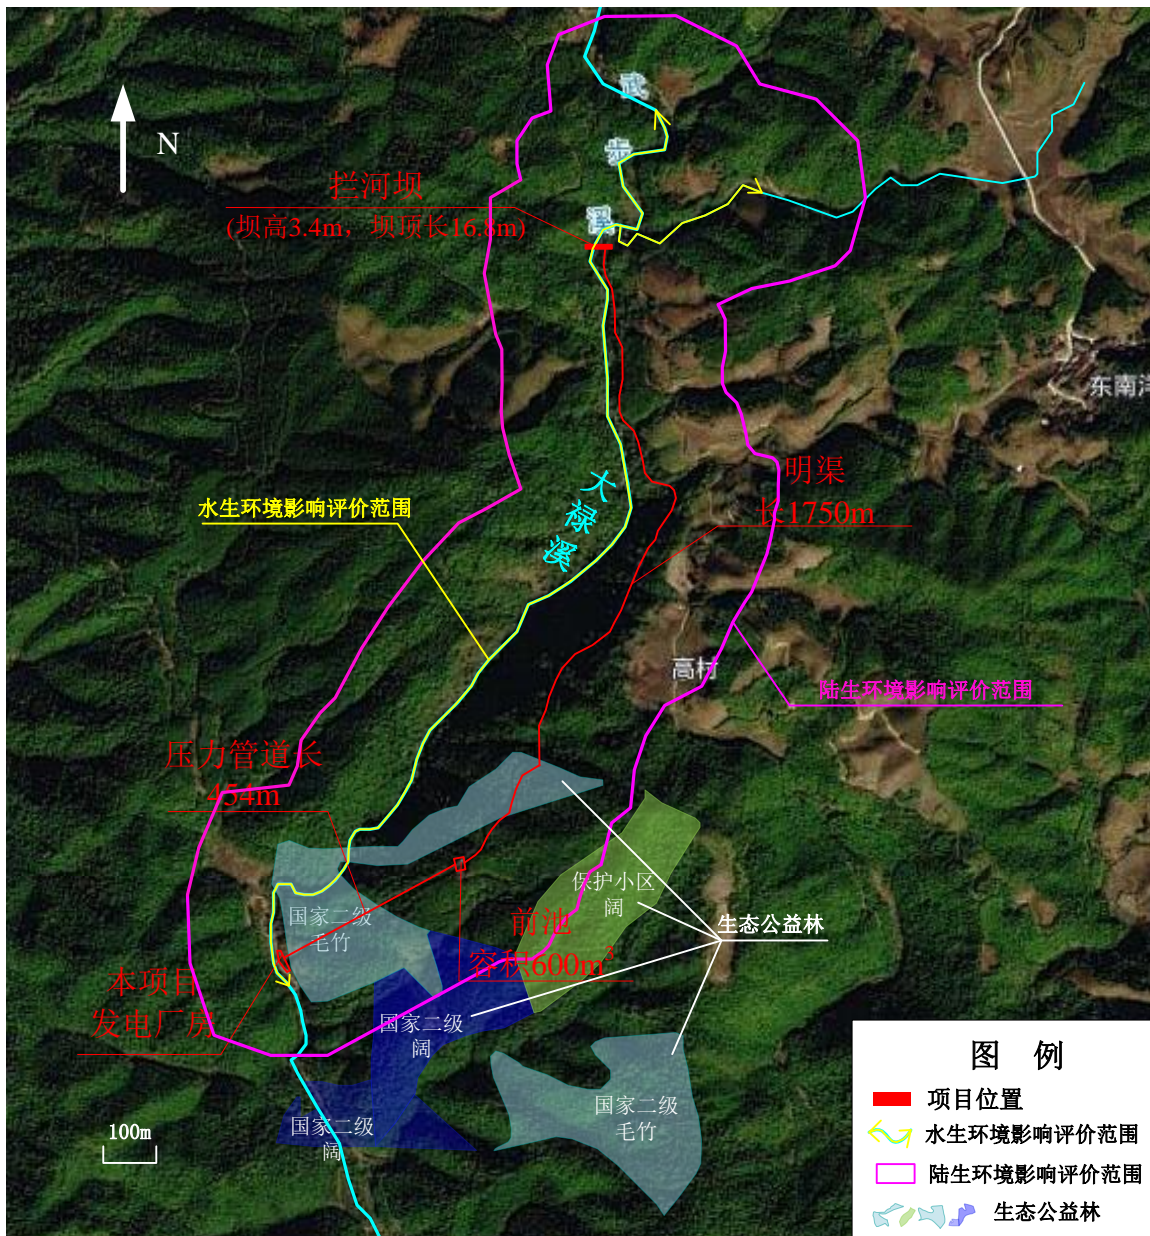 武
N
步
拦河坝
(坝高3.4m，坝顶长16.8m)
溪
明渠
长1750m
大
禄
溪
水生环境影响评价范围
高村
陆生环境影响评价范围
压力管道长
454m
保护小区
阔
国家二级
毛竹
前池
容积600m³
生态公益林
本项目
发电厂房
国家二级
阔
国家二级
毛竹
国家二级
阔
100m
图 例
项目位置
水生环境影响评价范围
陆生环境影响评价范围
生态公益林